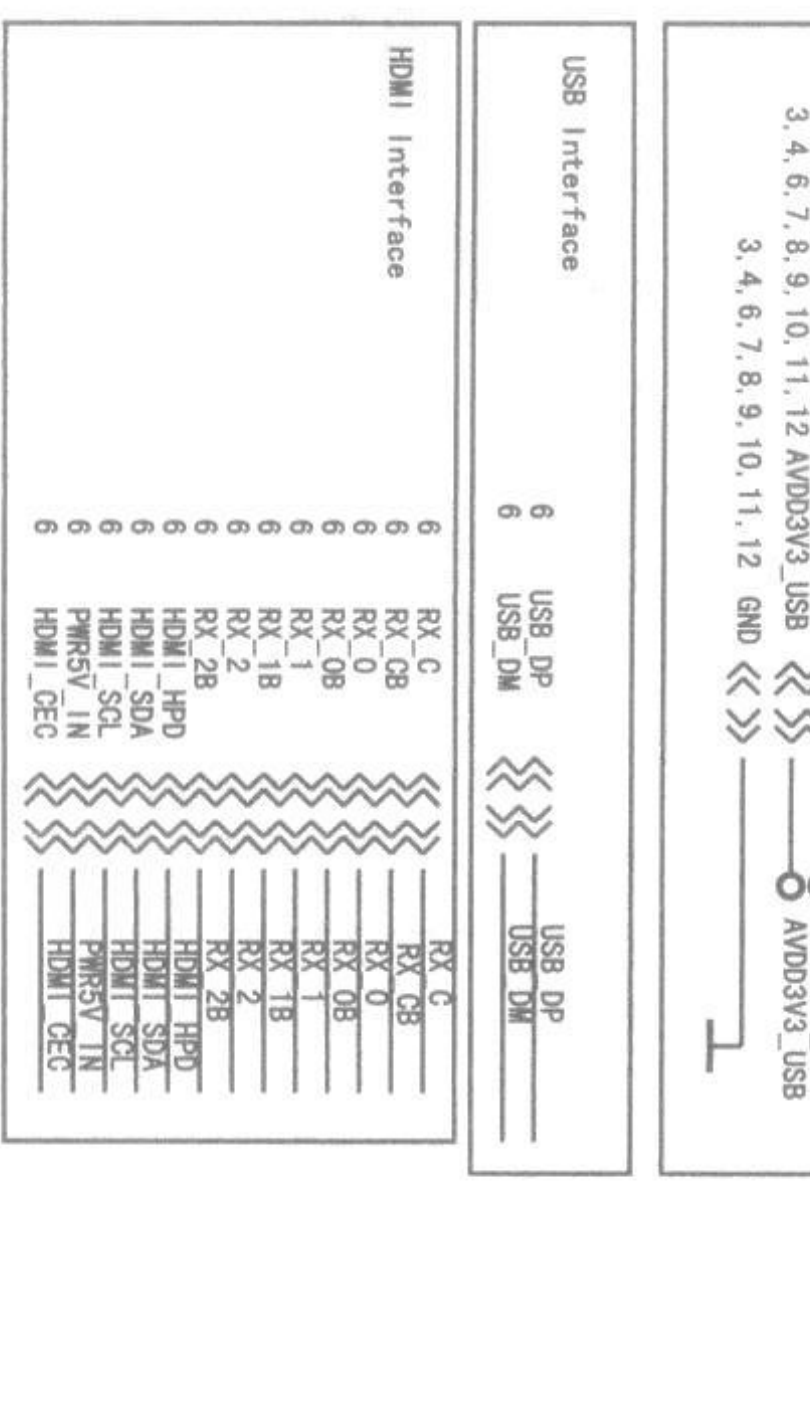 3, 4, 6, 7, 8, 9, 10, 11, 12 AVDD3V3_USB AVDD3V3_USB
3, 4, 6, 7, 8, 9, 10, 11, 12 GND
USB Interface
6 USB_DP USB_DP
6 USB_DM USB_DM
HDMI Interface
6 RX_C RX_C
6 RX_CB RX_CB
6 RX_0 RX_0
6 RX_0B RX_0B
6 RX_1 RX_1
6 RX_1B RX_1B
6 RX_2 RX_2
6 RX_2B RX_2B
6 HDMI_HPD HDMI_HPD
6 HDMI_SDA HDMI_SDA
6 HDMI_SCL HDMI_SCL
6 PWR5V_IN PWR5V_IN
6 HDMI_CEC HDMI_CEC